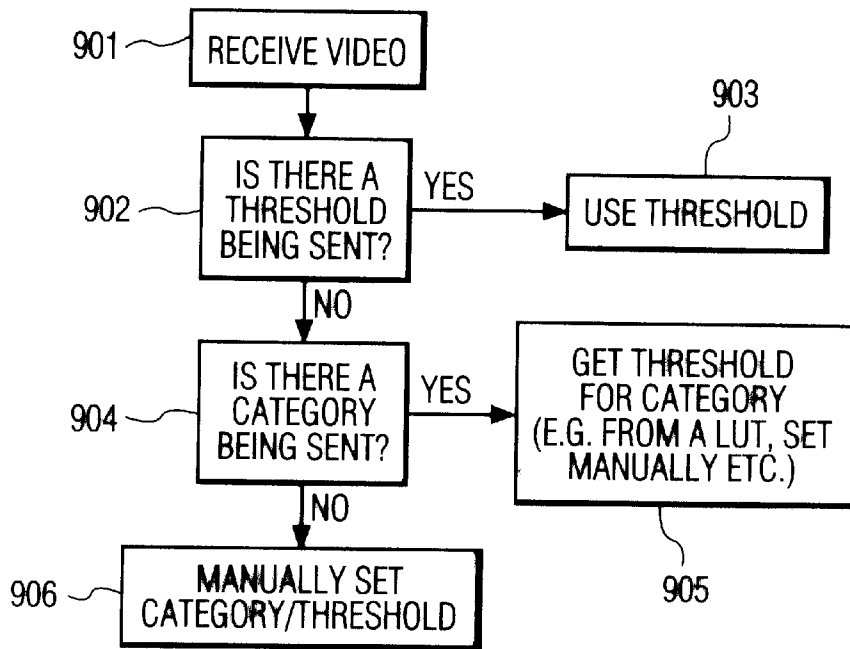 901
RECEIVE VIDEO
903
902
IS THERE A
THRESHOLD
BEING SENT?
YES
USE THRESHOLD
NO
904
IS THERE A
CATEGORY
BEING SENT?
YES
GET THRESHOLD
FOR CATEGORY
(E.G. FROM A LUT, SET
MANUALLY ETC.)
905
NO
906
MANUALLY SET
CATEGORY/THRESHOLD